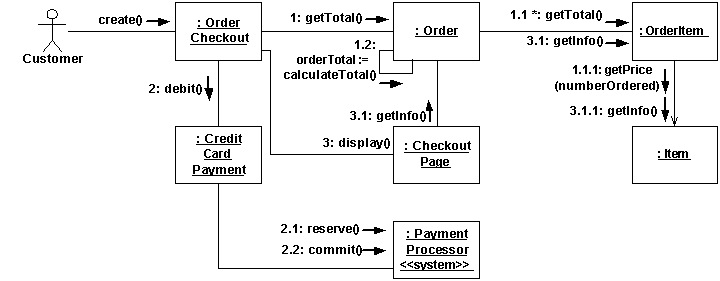 create()
Customer
: Order
Checkout
1: getTotal()
: Order
1.1 *: getTotal()
3.1: getInfo()
: OrderItem
1.2:
orderTotal :=
calculateTotal()
2: debit()
1.1.1: getPrice
(numberOrdered)
3.1.1: getInfo()
3.1: getInfo()
: Credit
Card
Payment
3: display()
: Checkout
Page
: Item
2.1: reserve()
2.2: commit()
: Payment
Processor
<<system>>